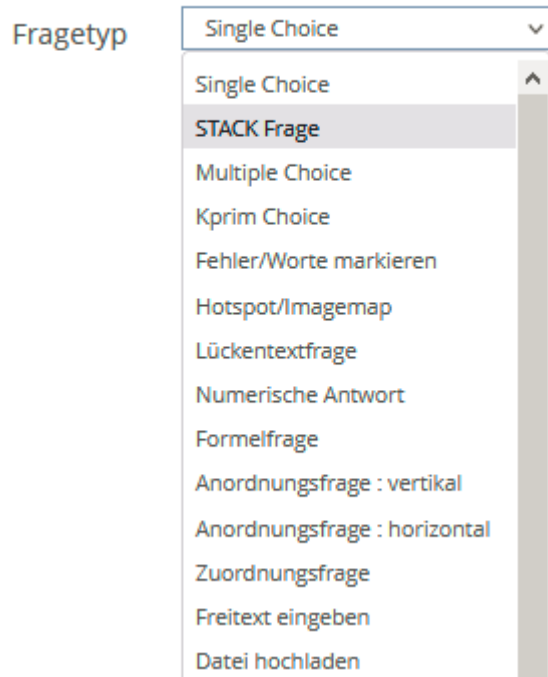 Fragetyp
Single Choice
Single Choice
STACK Frage
Multiple Choice
Kprim Choice
Fehler/Worte markieren
Hotspot/Imagemap
Lückentextfrage
Numerische Antwort
Formelfrage
Anordnungsfrage : vertikal
Anordnungsfrage : horizontal
Zuordnungsfrage
Freitext eingeben
Datei hochladen